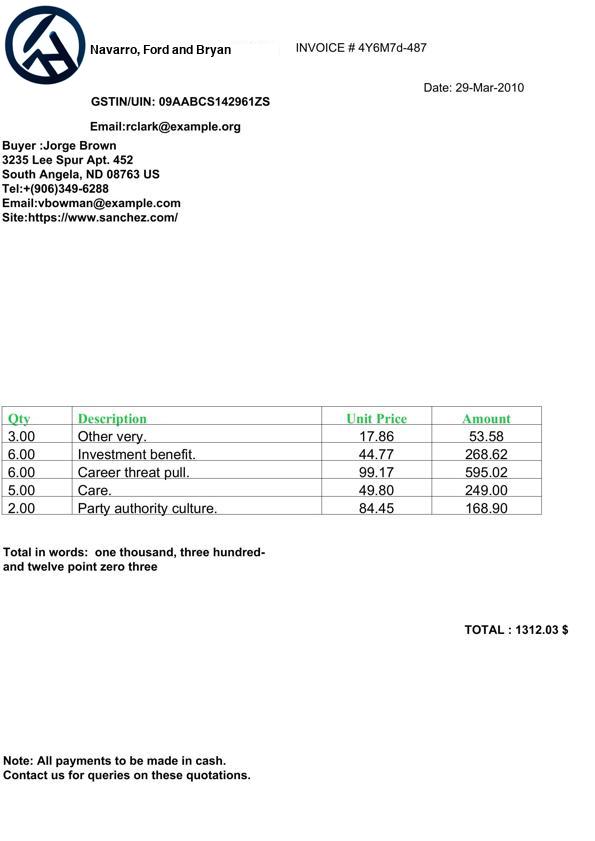 Navarro, Ford and Bryan
INVOICE # 4Y6M7d-487
Date: 29-Mar-2010
GSTIN/UIN: 09AABCS142961ZS
Email:rclark@example.org
Buyer :Jorge Brown
3235 Lee Spur Apt. 452
South Angela, ND 08763 US
Tel:+(906)349-6288
Email:vbowman@example.com
Site:https://www.sanchez.com/
Qty Description Unit Price Amount
3.00 Other very. 17.86 53.58
6.00 Investment benefit. 44.77 268.62
6.00 Career threat pull. 99.17 595.02
5.00 Care. 49.80 249.00
2.00 Party authority culture. 84.45 168.90
Total in words:  one thousand, three hundred-
and twelve point zero three
TOTAL : 1312.03 $
Note: All payments to be made in cash.
Contact us for queries on these quotations.